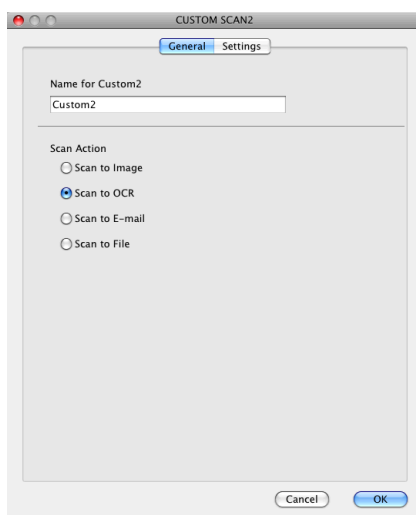 CUSTOM SCAN2
General Settings
Name for Custom2
Custom2
Scan Action
Scan to Image
Scan to OCR
Scan to E-mail
Scan to File
Cancel OK